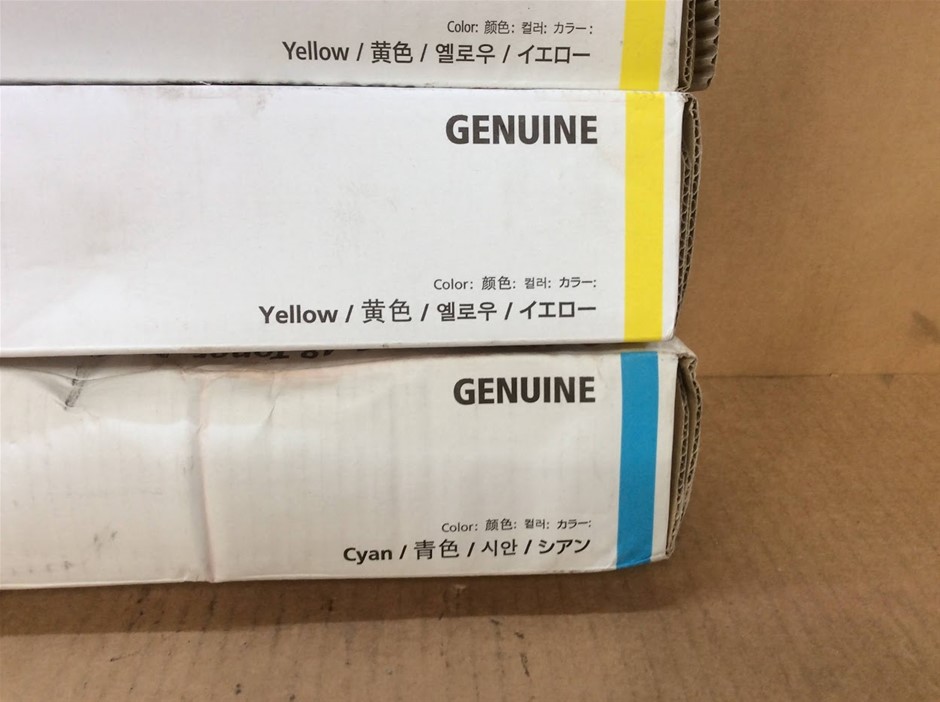 Color: 颜色: 컬러: カラー:
Yellow / 黄色 / 옐로우 / イエロー
GENUINE
Color: 颜色: 컬러: カラー:
Yellow / 黄色 / 옐로우 / イエロー
Toner
GENUINE
Color: 颜色: 컬러: カラー:
Cyan / 青色 / 시안 / シアン